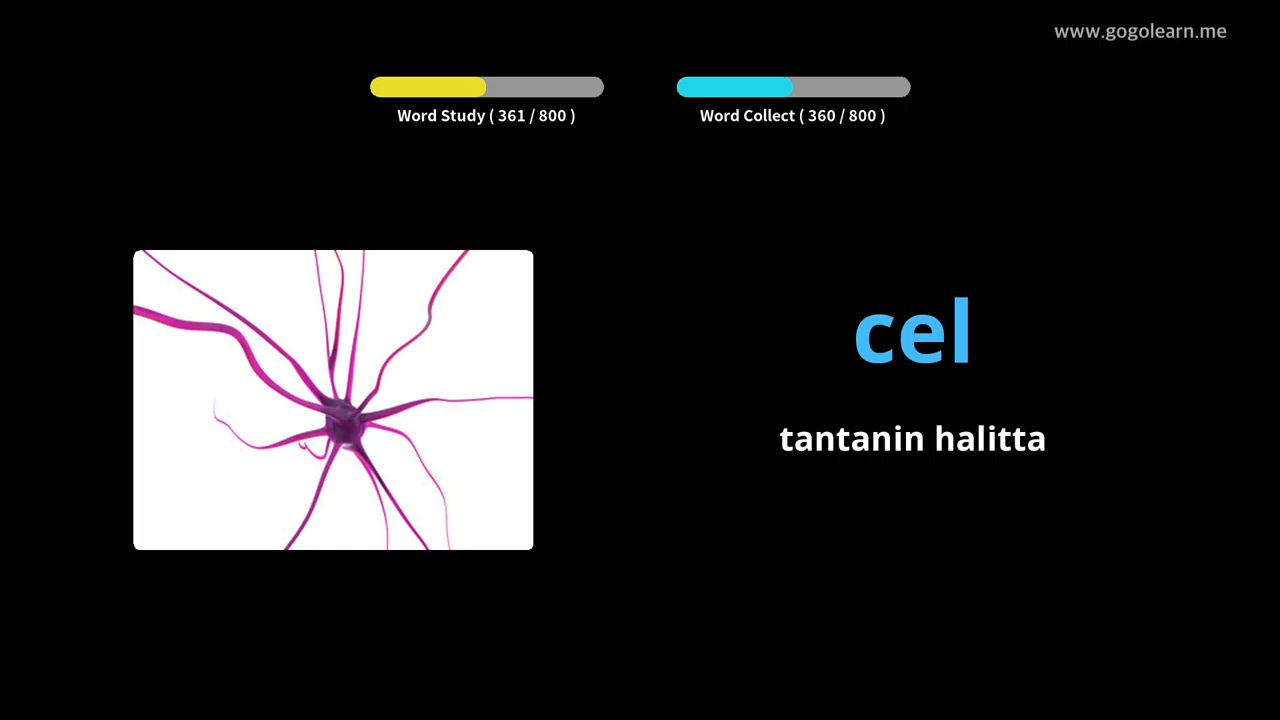 www.gogolearn.me
Word Study ( 361 / 800 )
Word Collect ( 360 / 800 )
cel
tantanin halitta